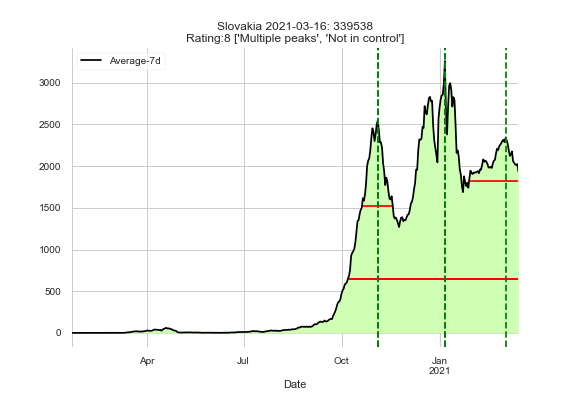 Slovakia 2021-03-16: 339538
Rating:8 ['Multiple peaks', 'Not in control']
Average-7d
3000
2500
2000
1500
1000
500
0
Apr
Jul
Oct
Jan
2021
Date